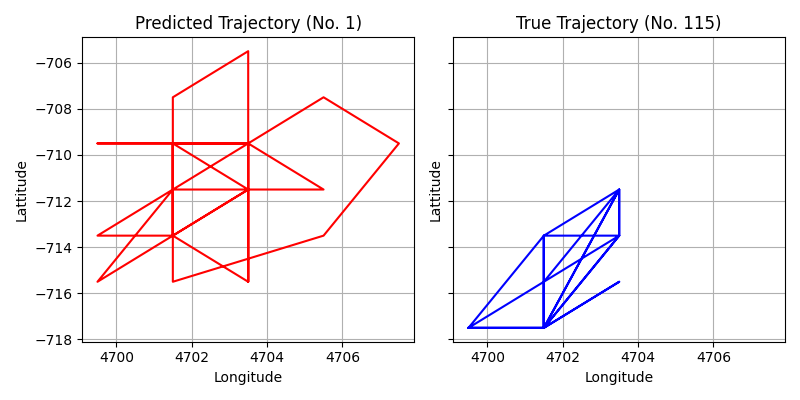 Predicted Trajectory (No. 1)
Lattitude
−706
−708
−710
−712
−714
−716
−718
4700 4702 4704 4706
Longitude
True Trajectory (No. 115)
Lattitude
4700 4702 4704 4706
Longitude